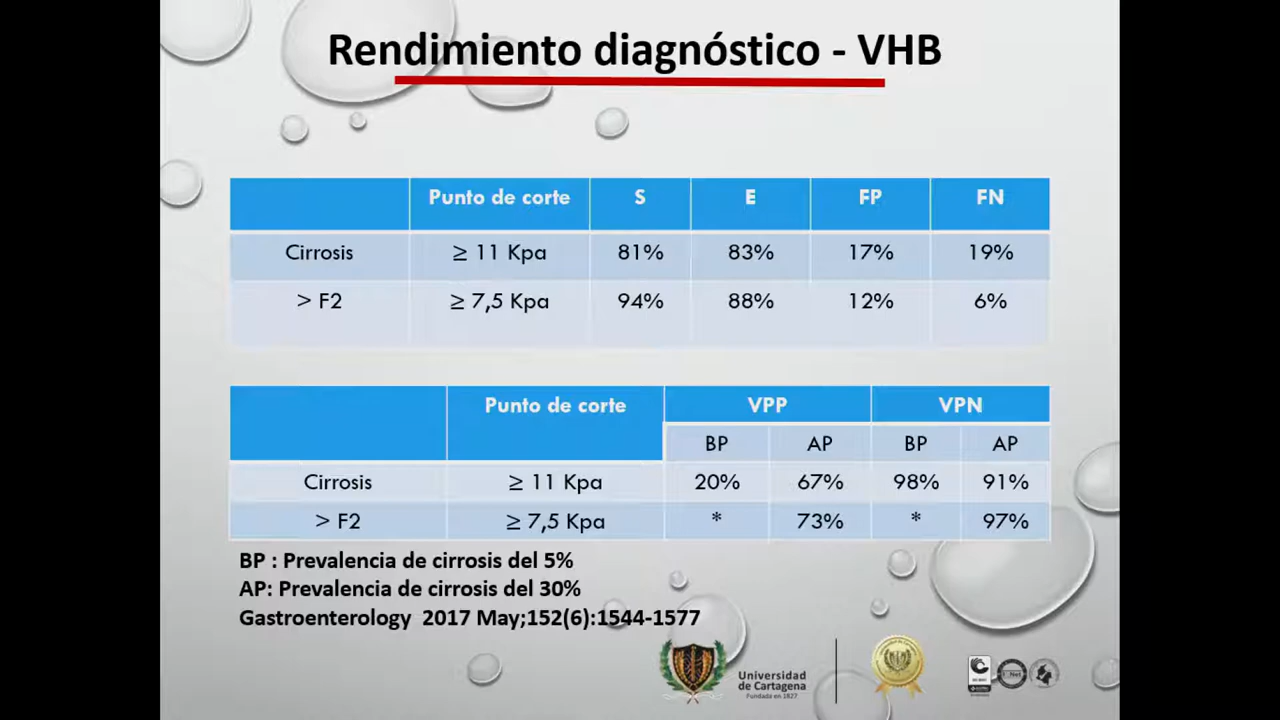 Rendimiento diagnóstico - VHB
Punto de corte S E FP FN
Cirrosis ≥ 11 Kpa 81% 83% 17% 19%
> F2 ≥ 7,5 Kpa 94% 88% 12% 6%
Punto de corte VPP VPN
BP AP BP AP
Cirrosis ≥ 11 Kpa 20% 67% 98% 91%
> F2 ≥ 7,5 Kpa * 73% * 97%
BP : Prevalencia de cirrosis del 5%
AP: Prevalencia de cirrosis del 30%
Gastroenterology 2017 May;152(6):1544-1577
Universidad
de Cartagena
Fundada en 1827